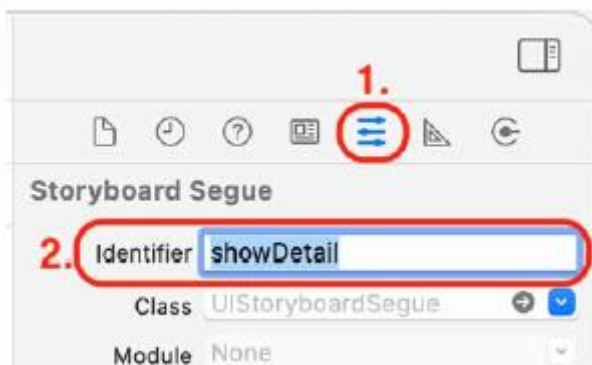 1.
Storyboard Segue
2. Identifier showDetail
Class UIStoryboardSegue
Module None